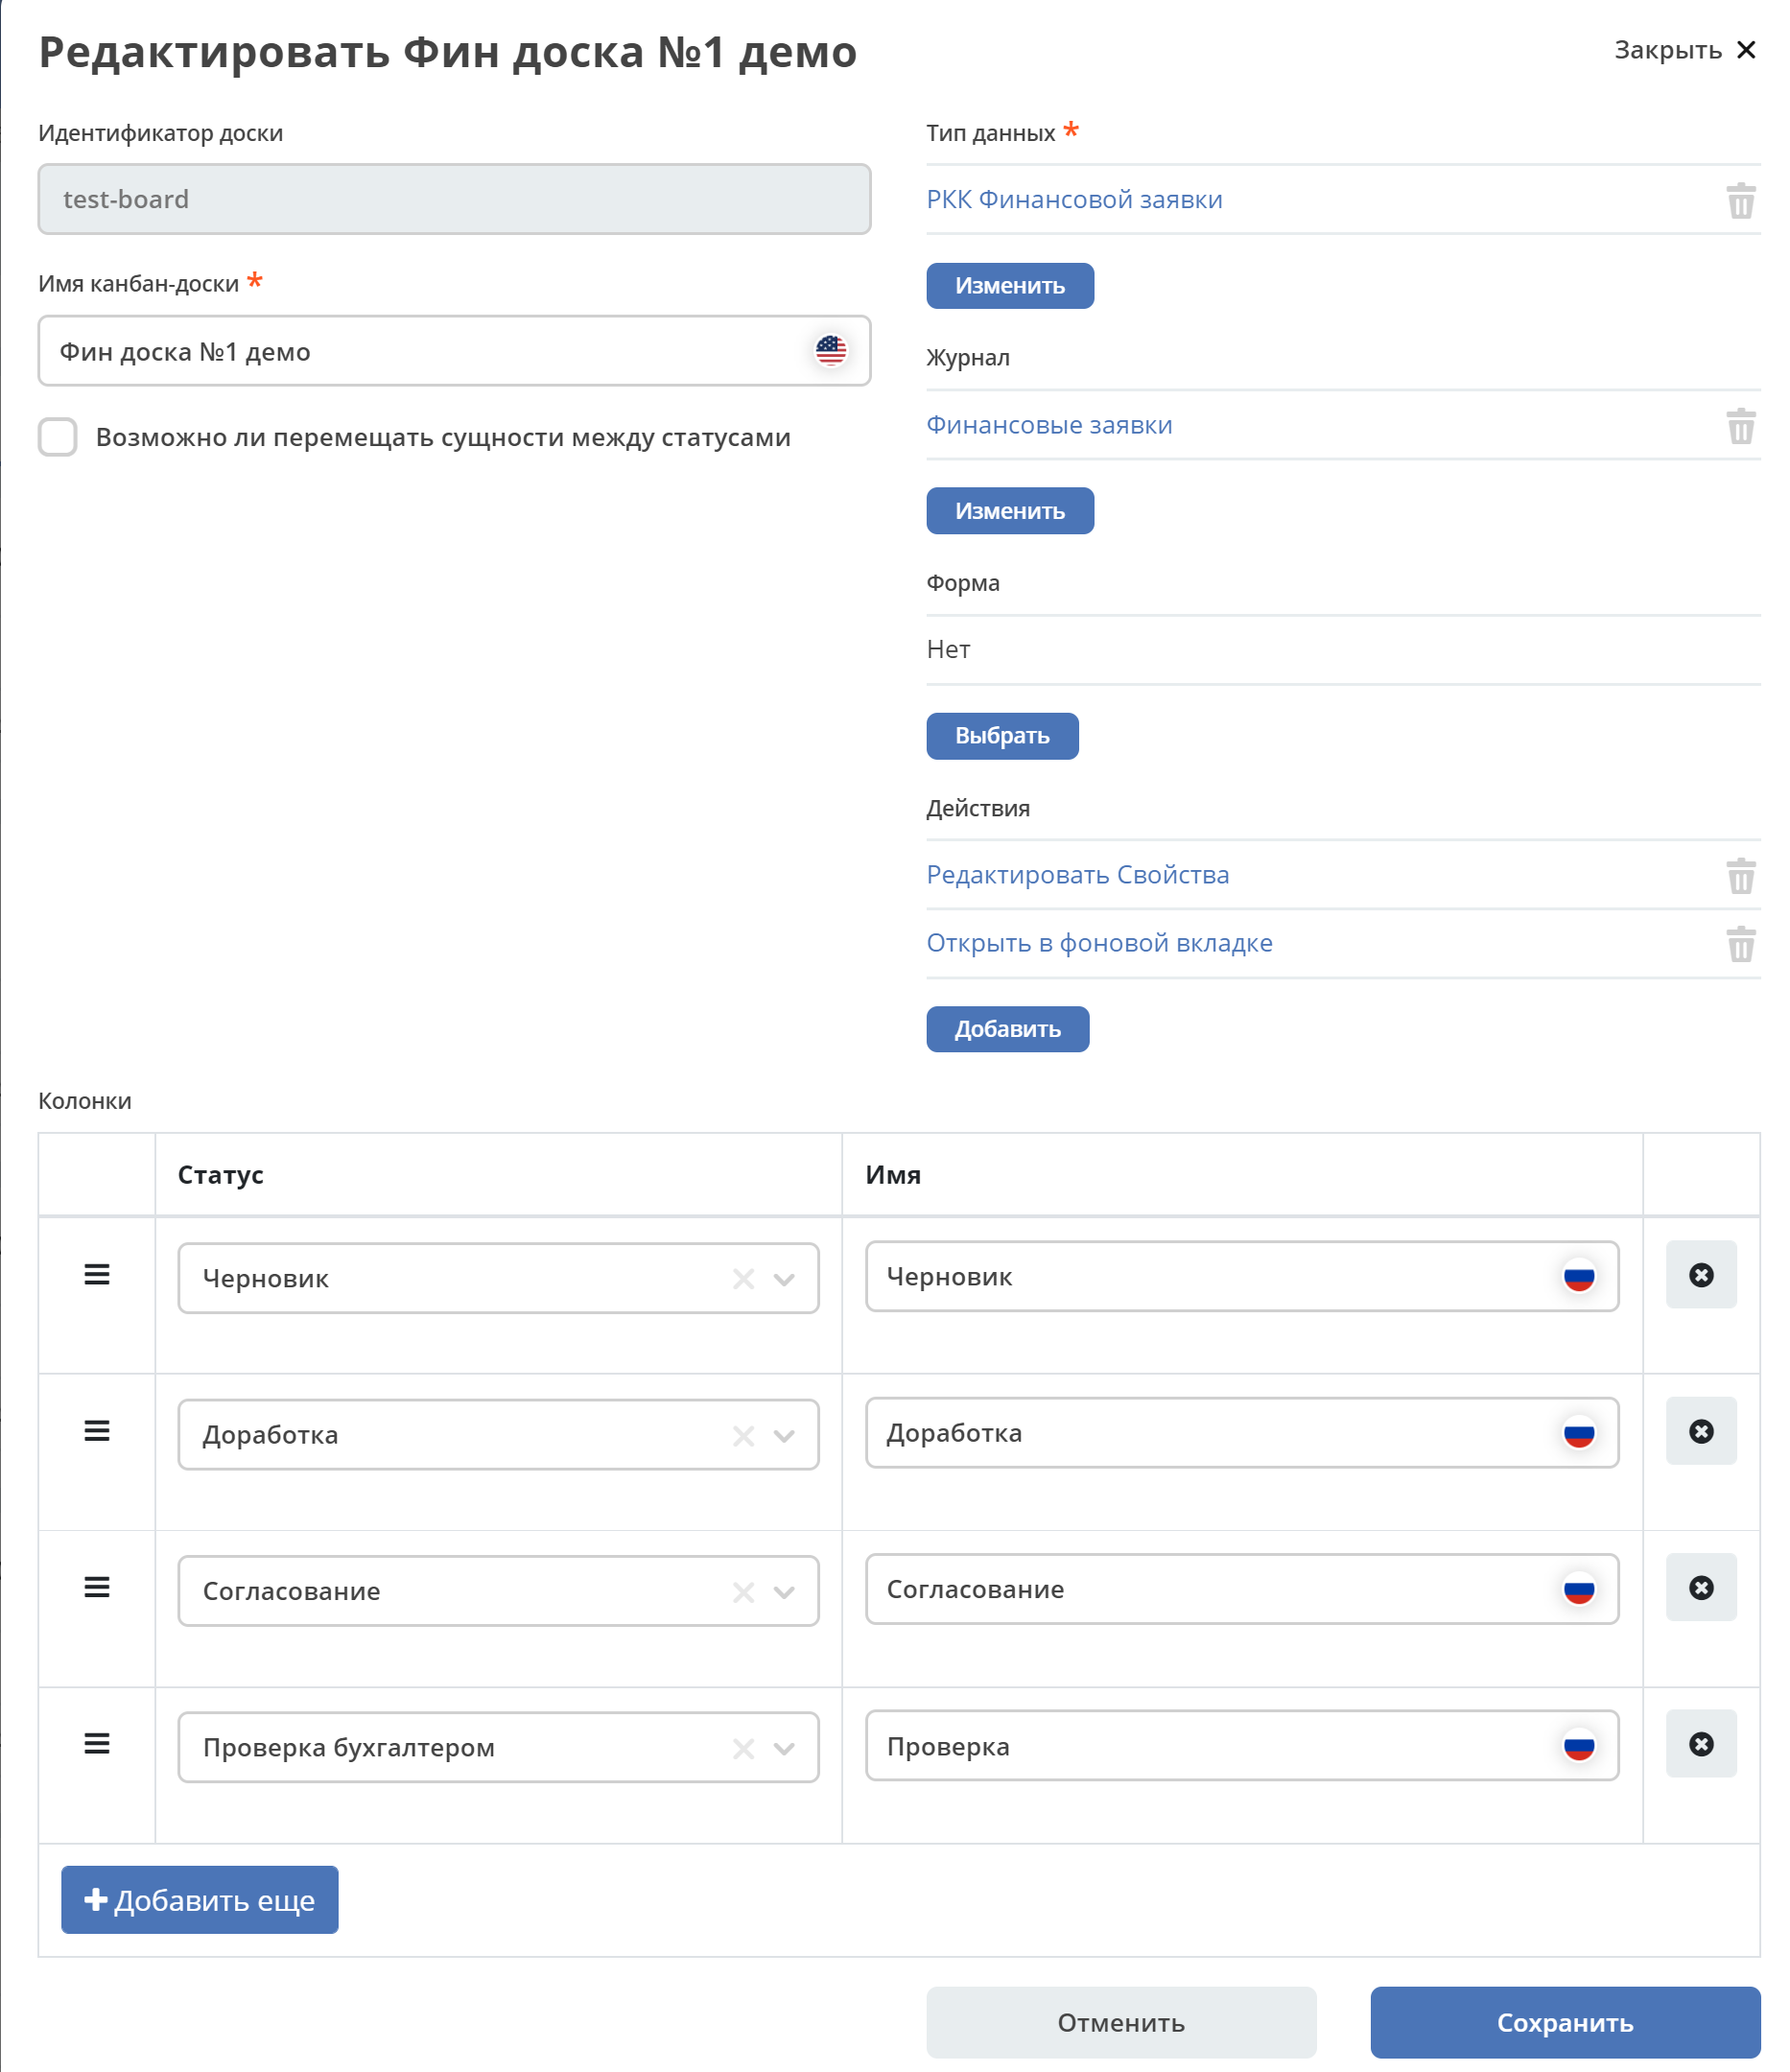 Редактировать Фин доска №1 демо
Закрыть
Идентификатор доски
test-board
Имя канбан-доски *
Фин доска №1 демо
Возможно ли перемещать сущности между статусами
Тип данных *
РКК Финансовой заявки
Изменить
Журнал
Финансовые заявки
Изменить
Форма
Нет
Выбрать
Действия
Редактировать Свойства
Открыть в фоновой вкладке
Добавить
Колонки
Статус Имя
Черновик Черновик
Доработка Доработка
Согласование Согласование
Проверка бухгалтером Проверка
Добавить еще
Отменить Сохранить